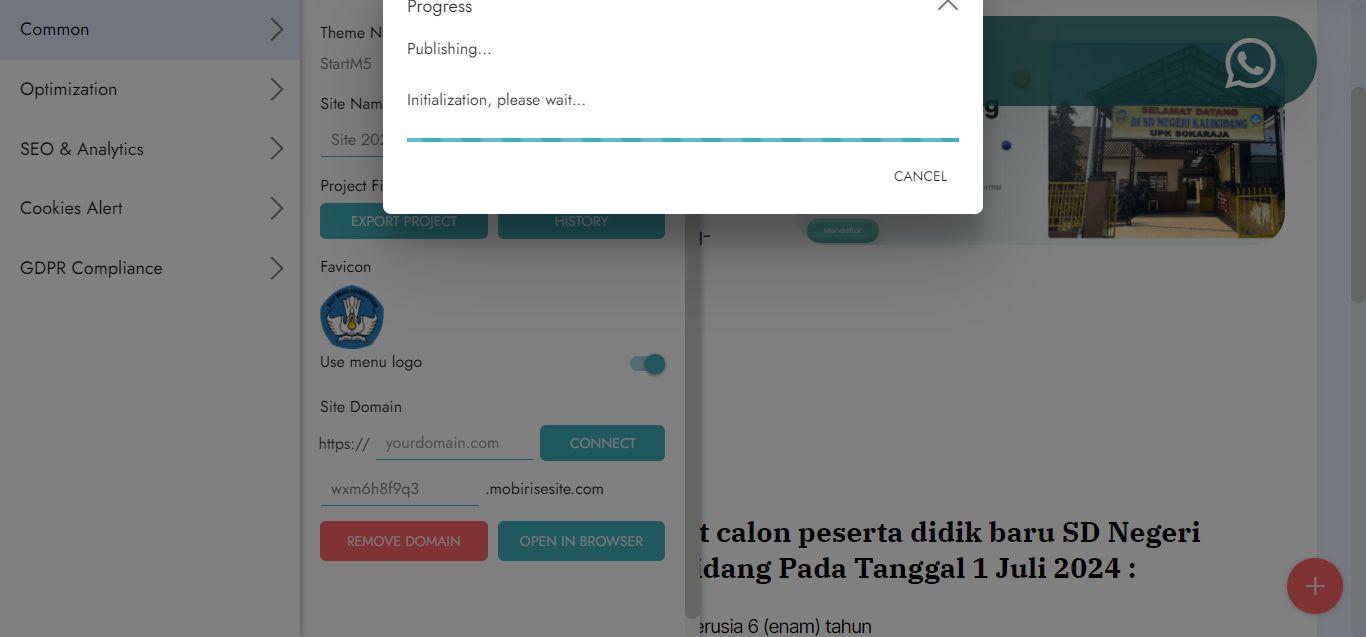 Common
Optimization
SEO & Analytics
Cookies Alert
GDPR Compliance
Theme N
StartM5
Site Nam
Site 202
Project Fi
EXPORT PROJECT
HISTORY
Favicon
Use menu logo
Site Domain
https://
yourdomain.com
CONNECT
wxm6h8f9q3
.mobirisesite.com
REMOVE DOMAIN
OPEN IN BROWSER
Progress
Publishing...
Initialization, please wait...
CANCEL
g
SELAMAT DATANG
DI SD NEGERI KALIKIDANG
UPK SOKARAJA
Mendaftar
g-
t calon peserta didik baru SD Negeri
idang Pada Tanggal 1 Juli 2024 :
erusia 6 (enam) tahun